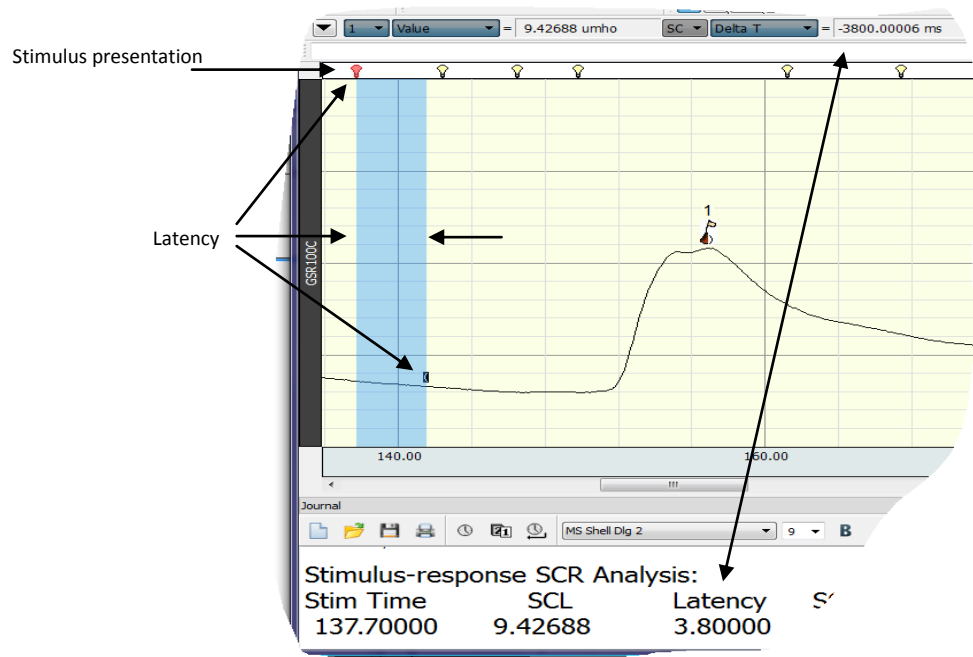 1 Value = 9.42688 umho SC Delta T = -3800.00006 ms
Stimulus presentation
1
Latency
GSR100C
140.00 160.00
Journal
MS Shell Dlg 2 9 B
Stimulus-response SCR Analysis:
Stim Time SCL Latency
137.70000 9.42688 3.80000